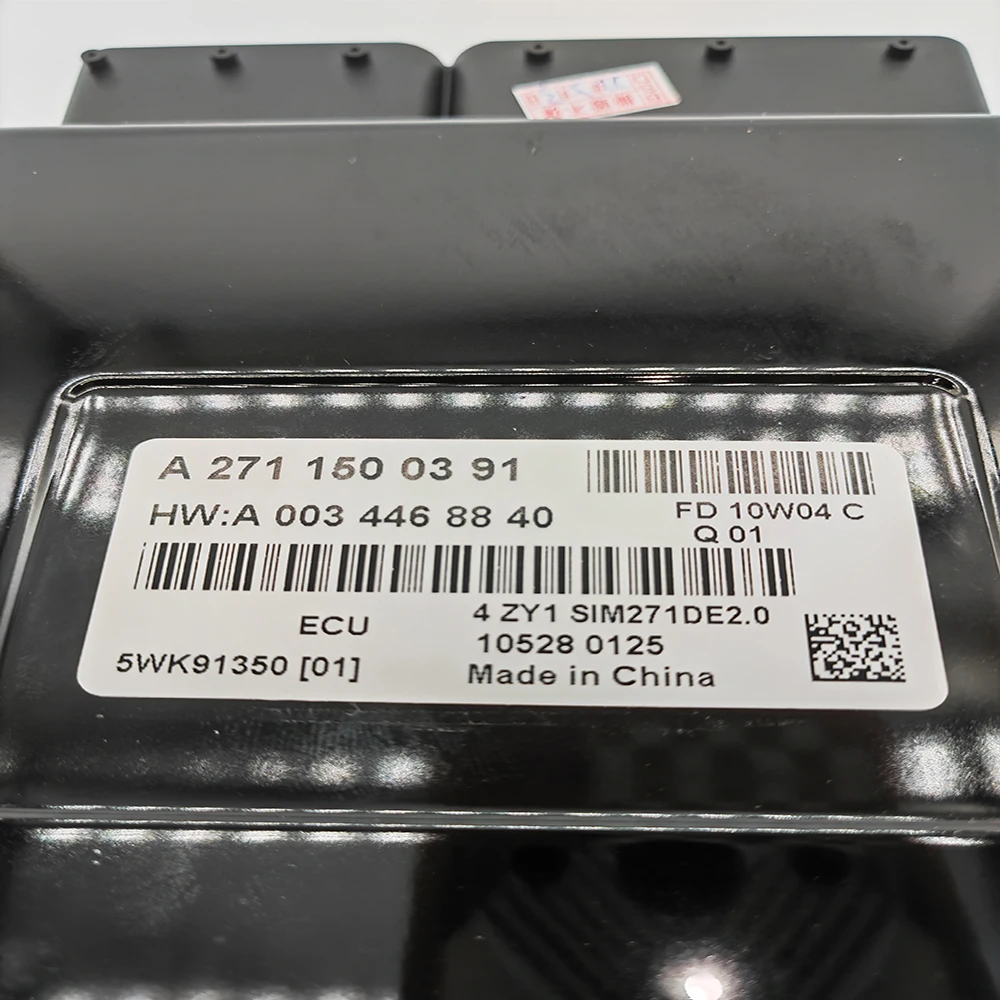 A 271 150 03 91
HW:A 003 446 88 40
FD 10W04 C
Q 01
ECU
4 ZY1 SIM271DE2.0
10528 0125
5WK91350 [01]
Made in China